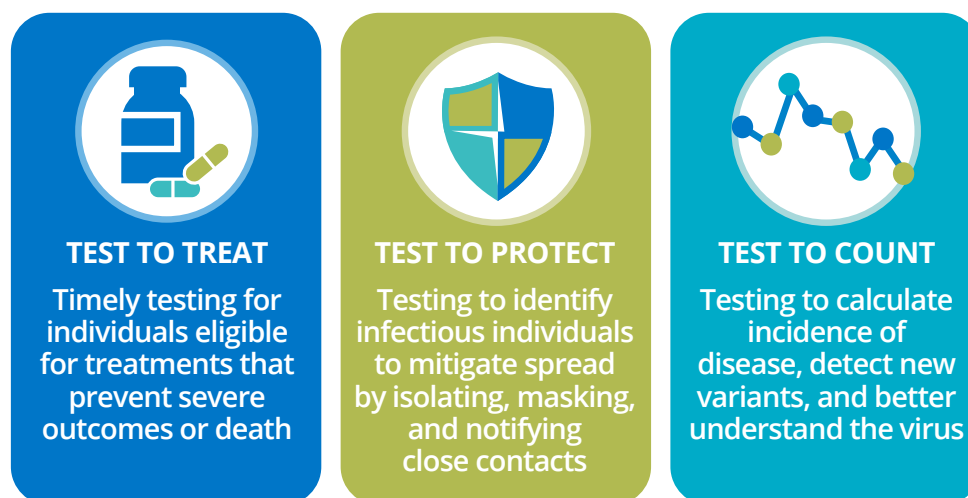 TEST TO TREAT
Timely testing for
individuals eligible
for treatments that
prevent severe
outcomes or death
TEST TO PROTECT
Testing to identify
infectious individuals
to mitigate spread
by isolating, masking,
and notifying
close contacts
TEST TO COUNT
Testing to calculate
incidence of
disease, detect new
variants, and better
understand the virus